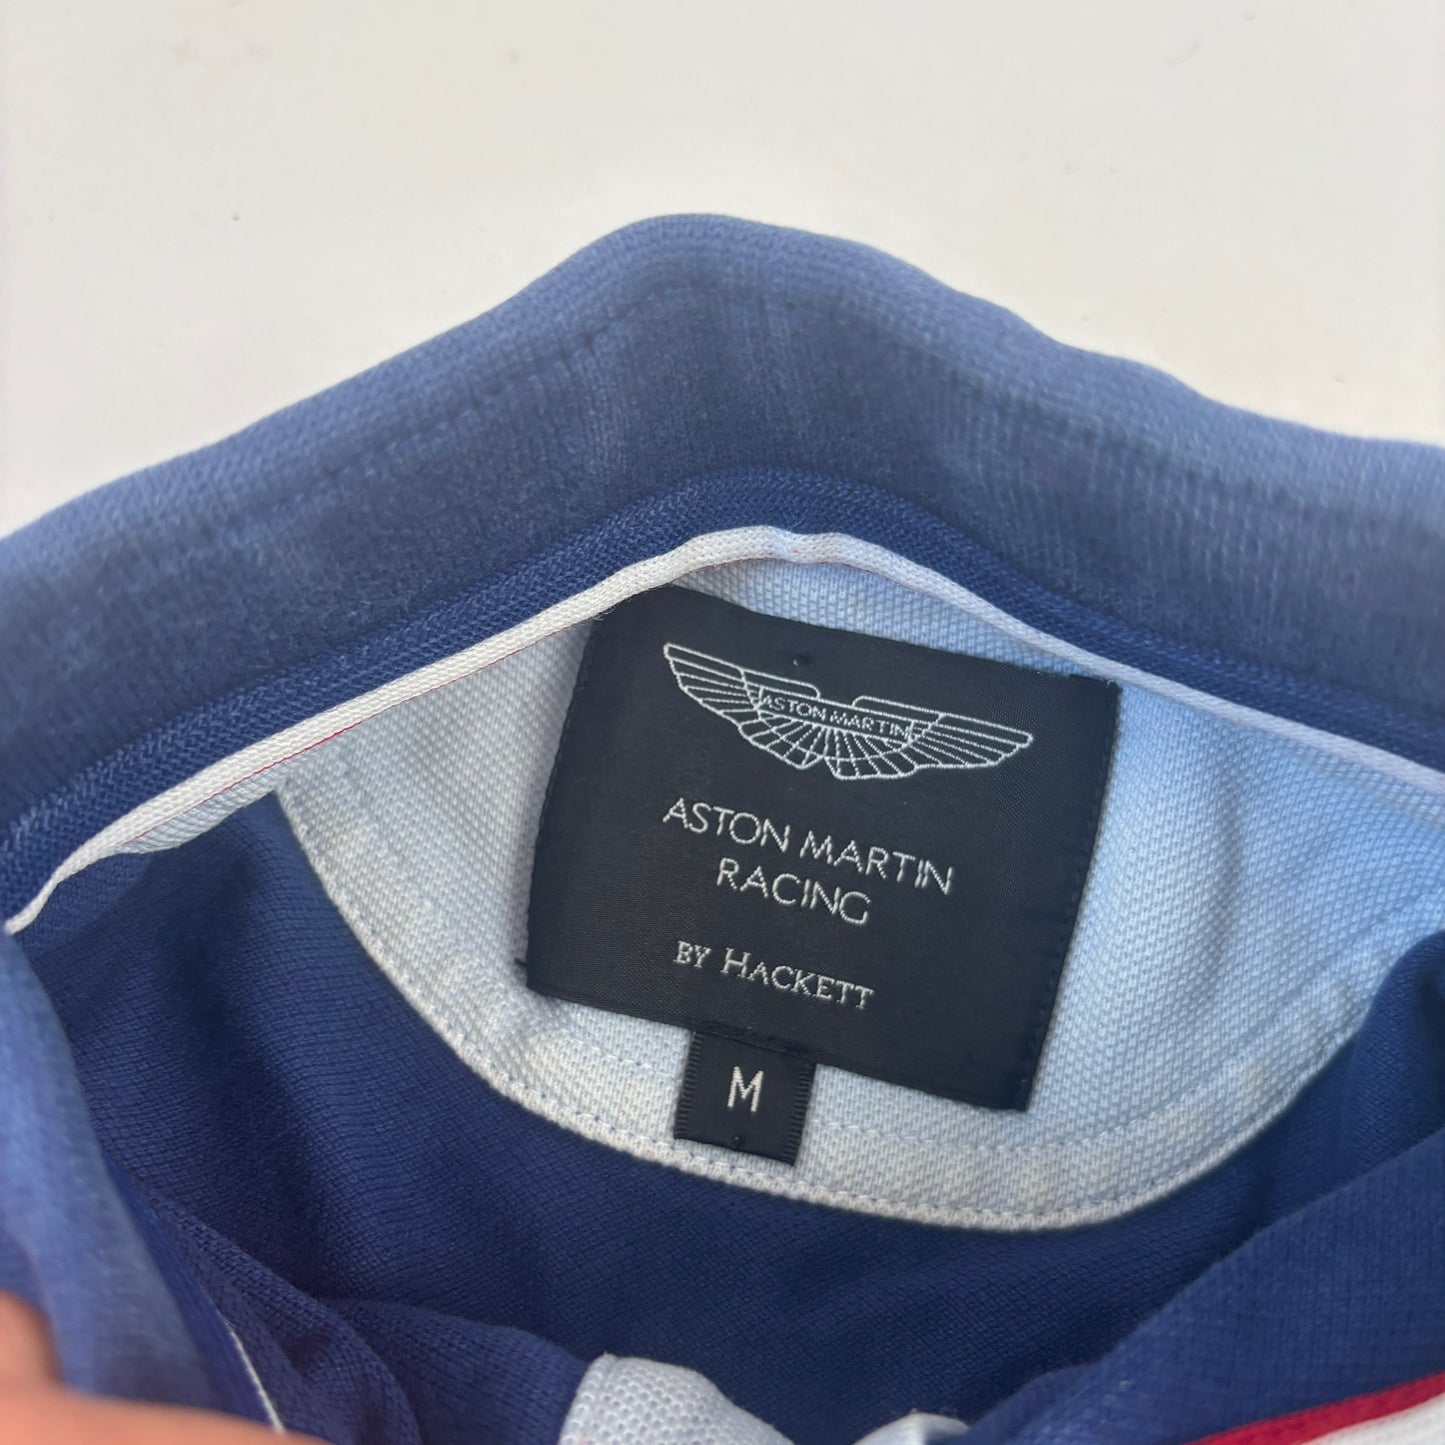 ASTON MARTIN
ASTON MARTIN
RACING
BY HACKETT
M